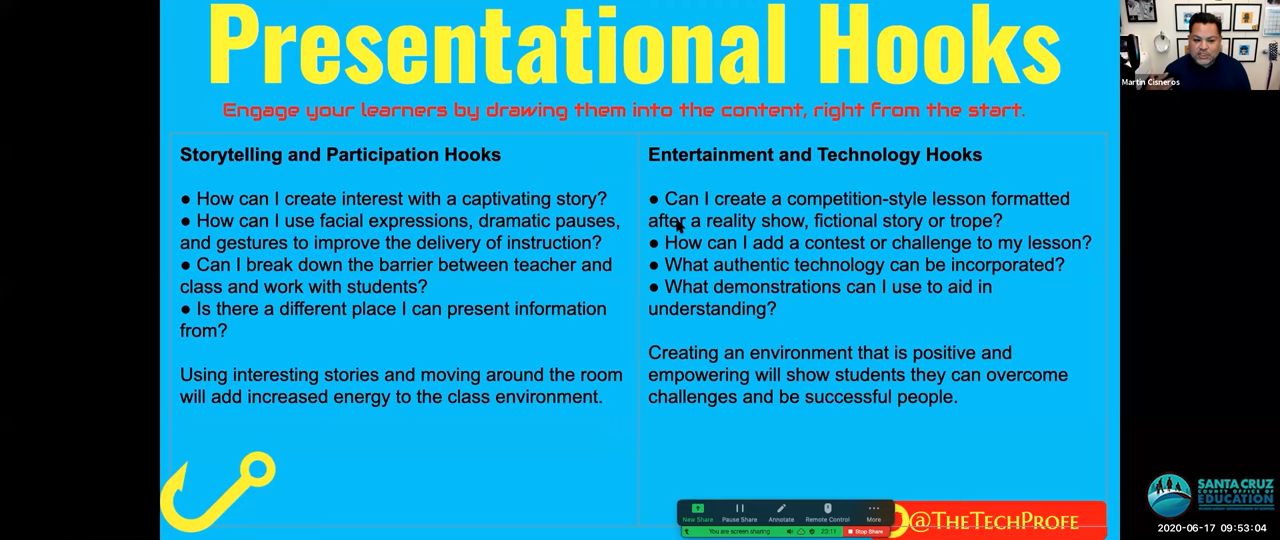 Presentational Hooks
Engage your learners by drawing them into the content, right from the start.
Storytelling and Participation Hooks
● How can I create interest with a captivating story?
● How can I use facial expressions, dramatic pauses,
and gestures to improve the delivery of instruction?
● Can I break down the barrier between teacher and
class and work with students?
● Is there a different place I can present information
from?
Using interesting stories and moving around the room
will add increased energy to the class environment.
Entertainment and Technology Hooks
● Can I create a competition-style lesson formatted
after a reality show, fictional story or trope?
● How can I add a contest or challenge to my lesson?
● What authentic technology can be incorporated?
● What demonstrations can I use to aid in
understanding?
Creating an environment that is positive and
empowering will show students they can overcome
challenges and be successful people.
New Share
Pause Share
Annotate
Remote Control
More
You are screen sharing
23:11
Stop Share
@TheTechProfe
Martin Cisneros
SANTA CRUZ
COUNTY OFFICE OF
EDUCATION
2020-06-17 09:53:04